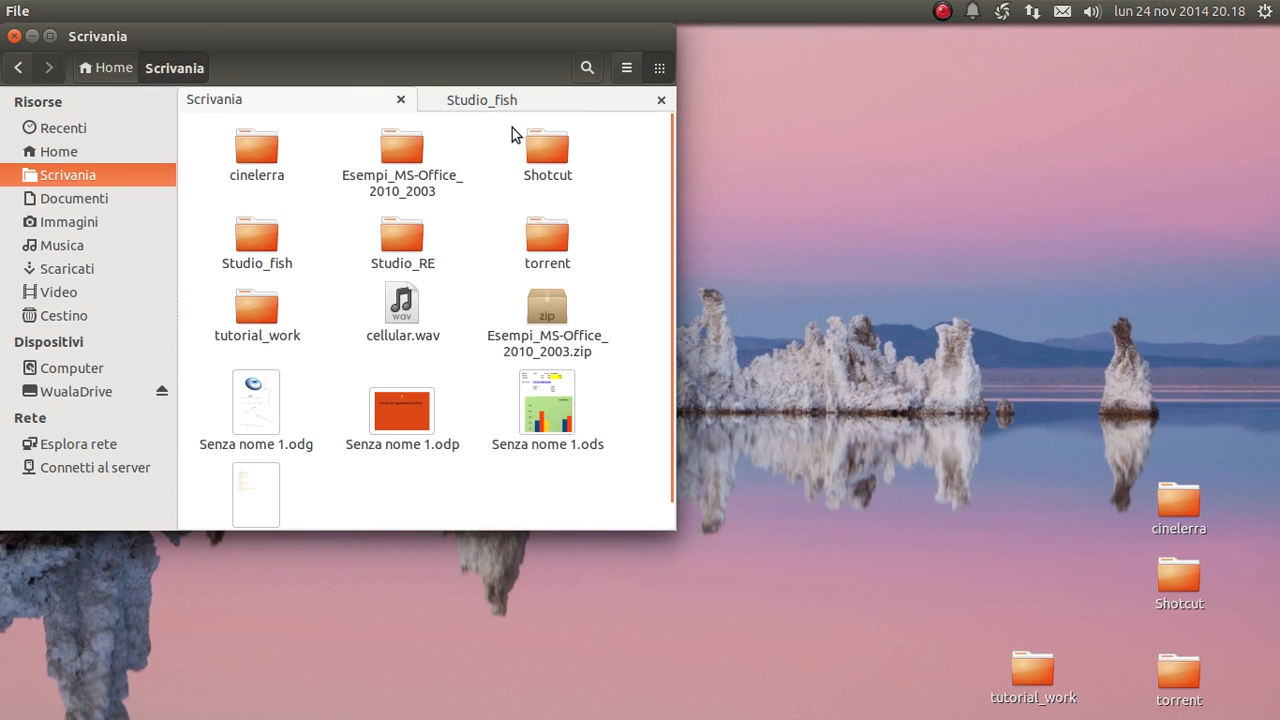 File
lun 24 nov 2014 20.18
Scrivania
Home
Scrivania
Risorse
Recenti
Home
Scrivania
Documenti
Immagini
Musica
Scaricati
Video
Cestino
Dispositivi
Computer
WualaDrive
Rete
Esplora rete
Connetti al server
Scrivania
Studio_fish
cinelerra
Esempi_MS-Office_
2010_2003
Shotcut
Studio_fish
Studio_RE
torrent
tutorial_work
wav
cellular.wav
zip
Esempi_MS-Office_
2010_2003.zip
Senza nome 1.odg
Senza nome 1.odp
Senza nome 1.ods
cinelerra
Shotcut
tutorial_work
torrent